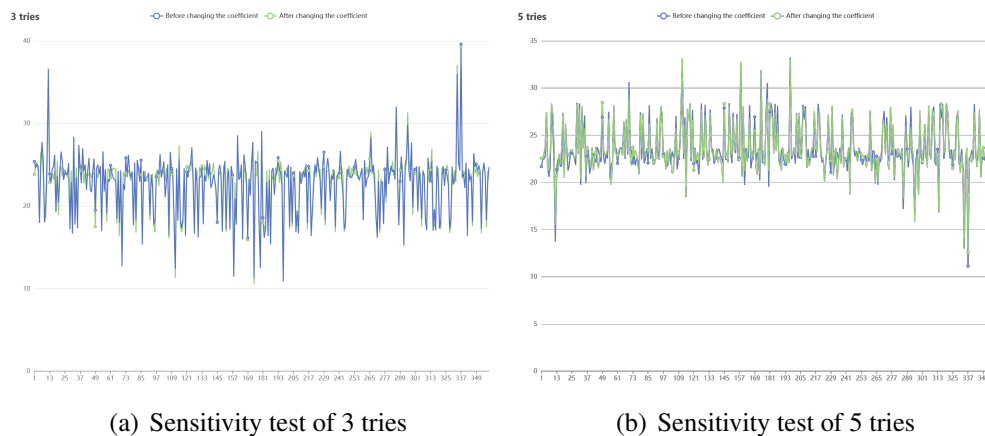 3 tries
Before changing the coefficient
After changing the coefficient
40
30
20
10
0
1 13 25 37 49 61 73 85 97 109 121 133 145 157 169 181 193 205 217 229 241 253 265 277 289 301 313 325 337 349
(a) Sensitivity test of 3 tries
5 tries
Before changing the coefficient
After changing the coefficient
35
30
25
20
15
10
5
0
1 13 25 37 49 61 73 85 97 109 121 133 145 157 169 181 193 205 217 229 241 253 265 277 289 301 313 325 337
(b) Sensitivity test of 5 tries